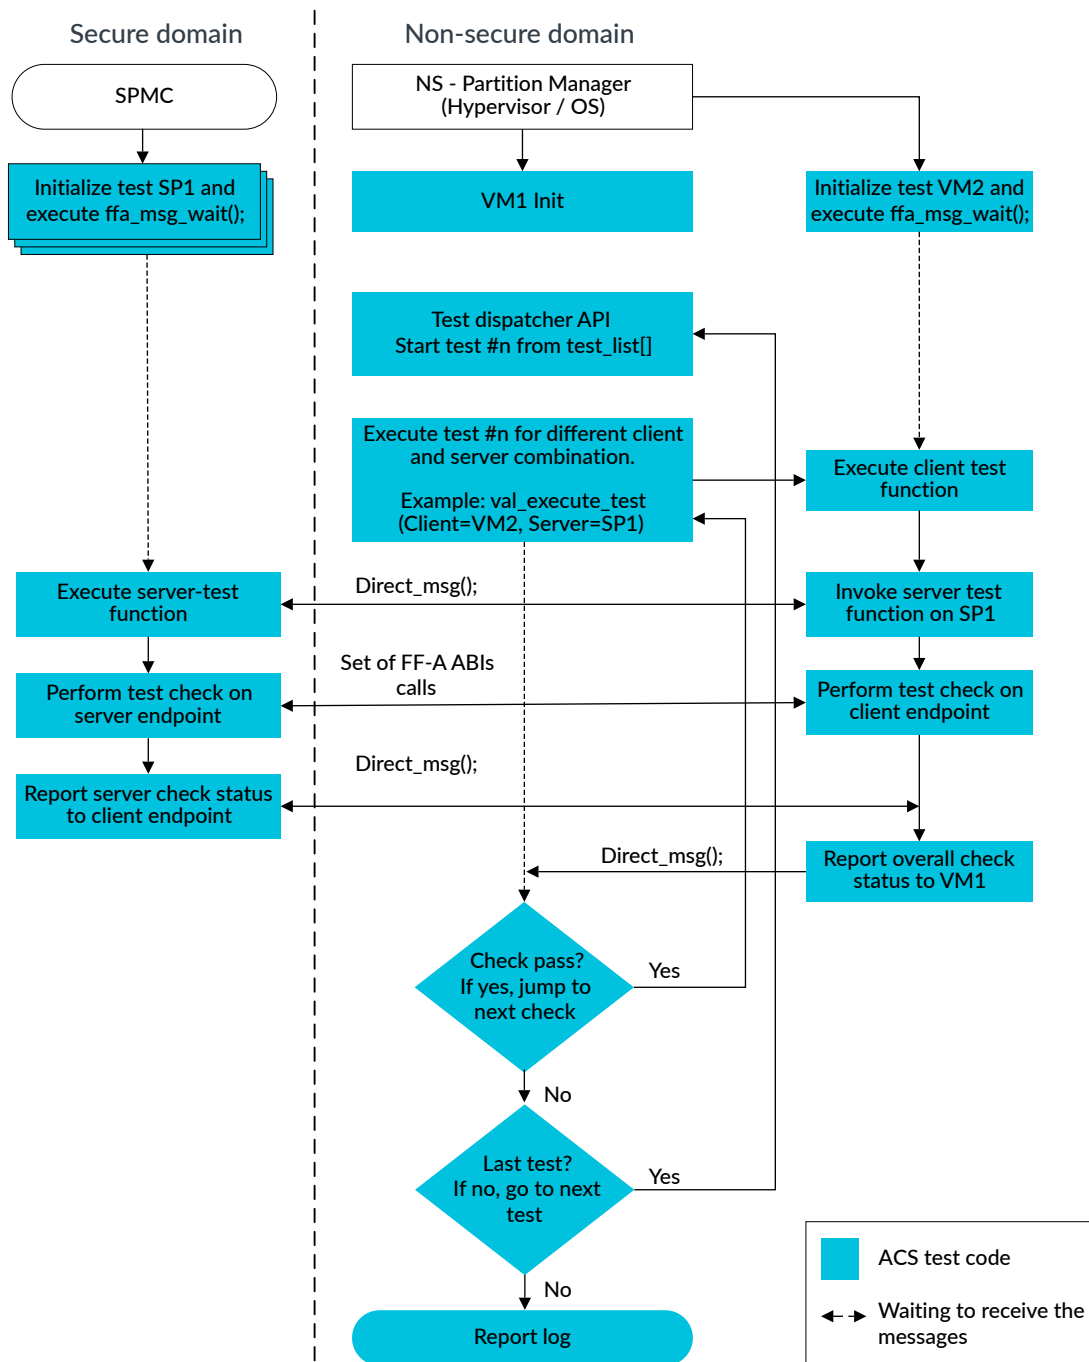 Secure domain
Non-secure domain
SPMC
NS - Partition Manager
(Hypervisor / OS)
Initialize test SP1 and
execute ffa_msg_wait();
VM1 Init
Initialize test VM2 and
execute ffa_msg_wait();
Test dispatcher API
Start test #n from test_list[]
Execute test #n for different client
and server combination.
Example: val_execute_test
(Client=VM2, Server=SP1)
Execute client test
function
Execute server-test
function
Direct_msg();
Invoke server test
function on SP1
Set of FF-A ABIs
calls
Perform test check on
server endpoint
Perform test check on
client endpoint
Direct_msg();
Report server check status
to client endpoint
Direct_msg();
Report overall check
status to VM1
Check pass?
If yes, jump to
next check
Yes
No
Last test?
If no, go to next
test
Yes
No
Report log
ACS test code
Waiting to receive the
messages